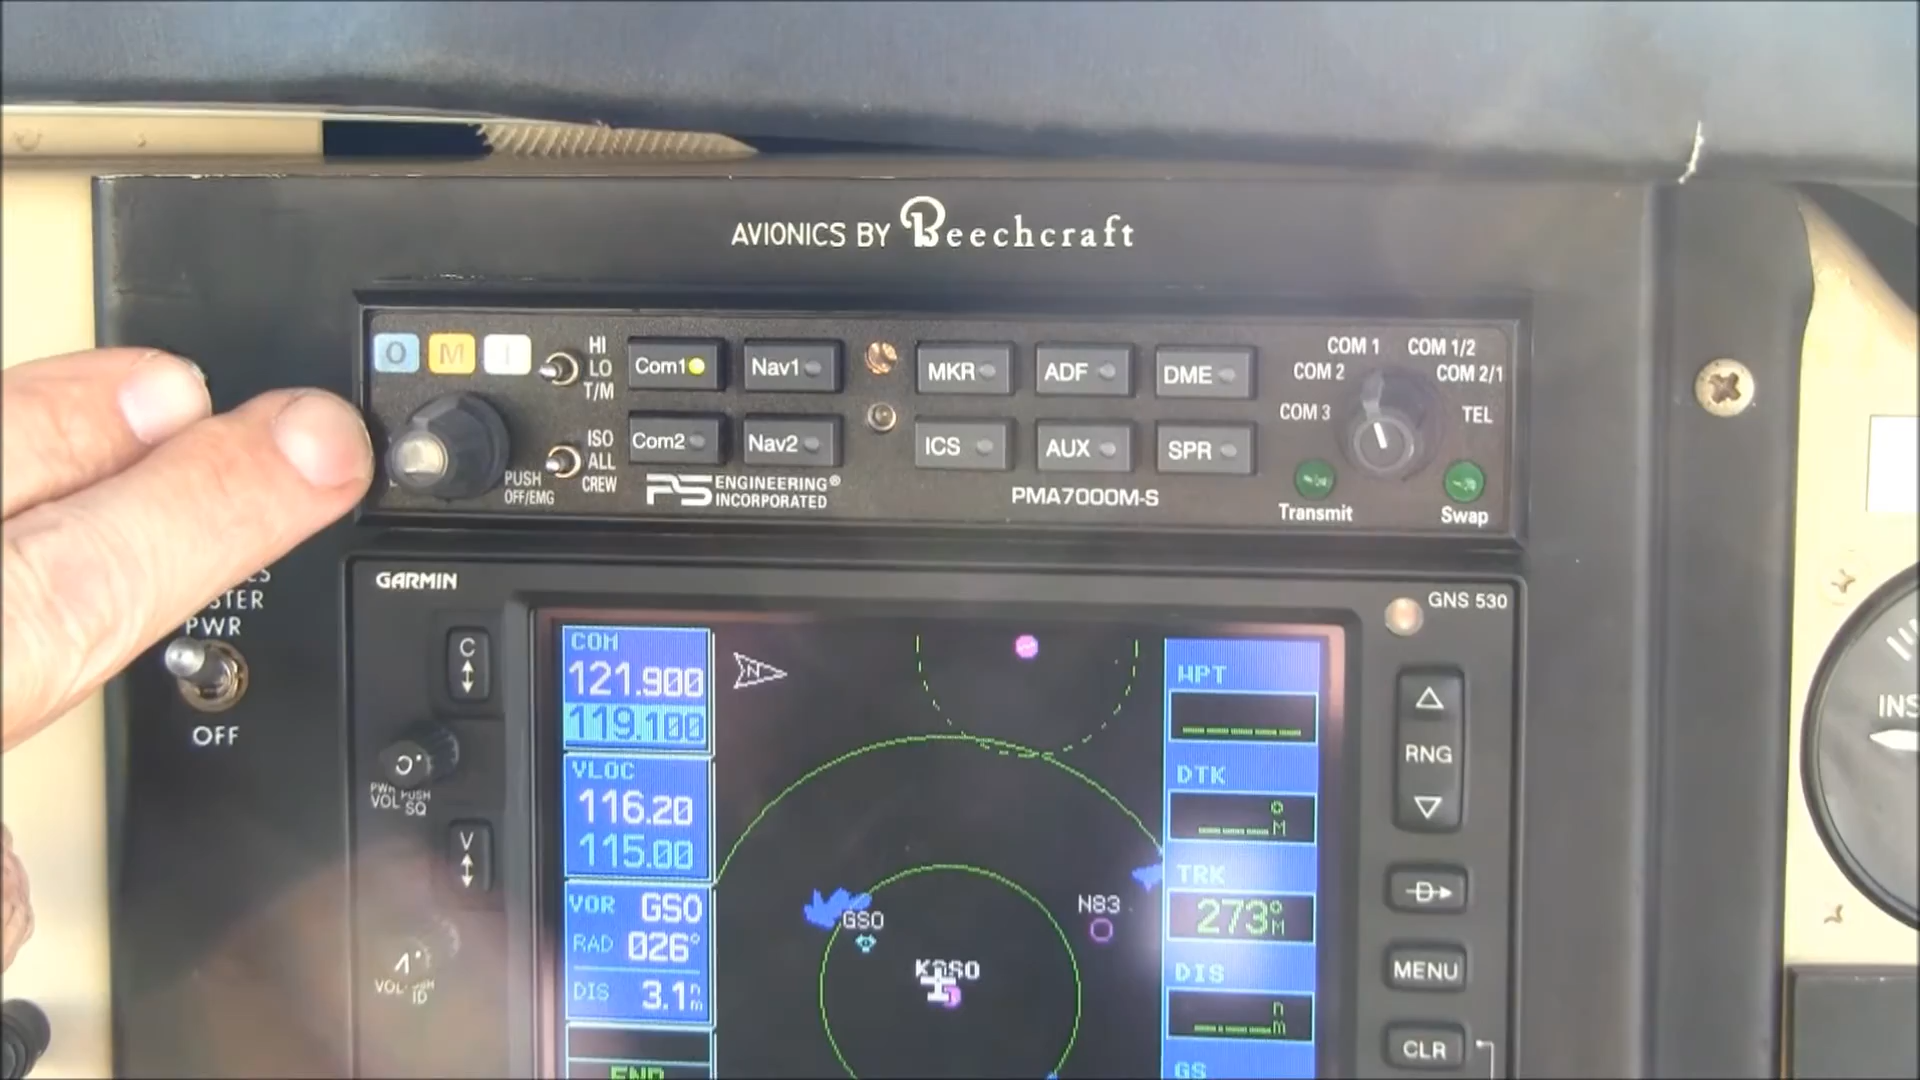 AVIONICS BY Beechcraft
O M I
HI
LO
T/M
Com1
Nav1
MKR
ADF
DME
COM 1
COM 1/2
COM 2
COM 2/1
COM 3
TEL
ISO
ALL
CREW
Com2
Nav2
ICS
AUX
SPR
PUSH
OFF/EMG
PS ENGINEERING®
INCORPORATED
PMA7000M-S
Transmit
Swap
PWR
OFF
GARMIN
GNS 530
C
PWR PUSH
VOL SQ
V
VOL
ID
COM
121.900
119.100
VLOC
116.20
115.00
VOR GSO
RAD 026°
DIS 3.1 nm
N
GSO
N83
KGSO
WPT
DTK
° M
TRK
273° M
DIS
n m
GS
RNG
D
MENU
CLR